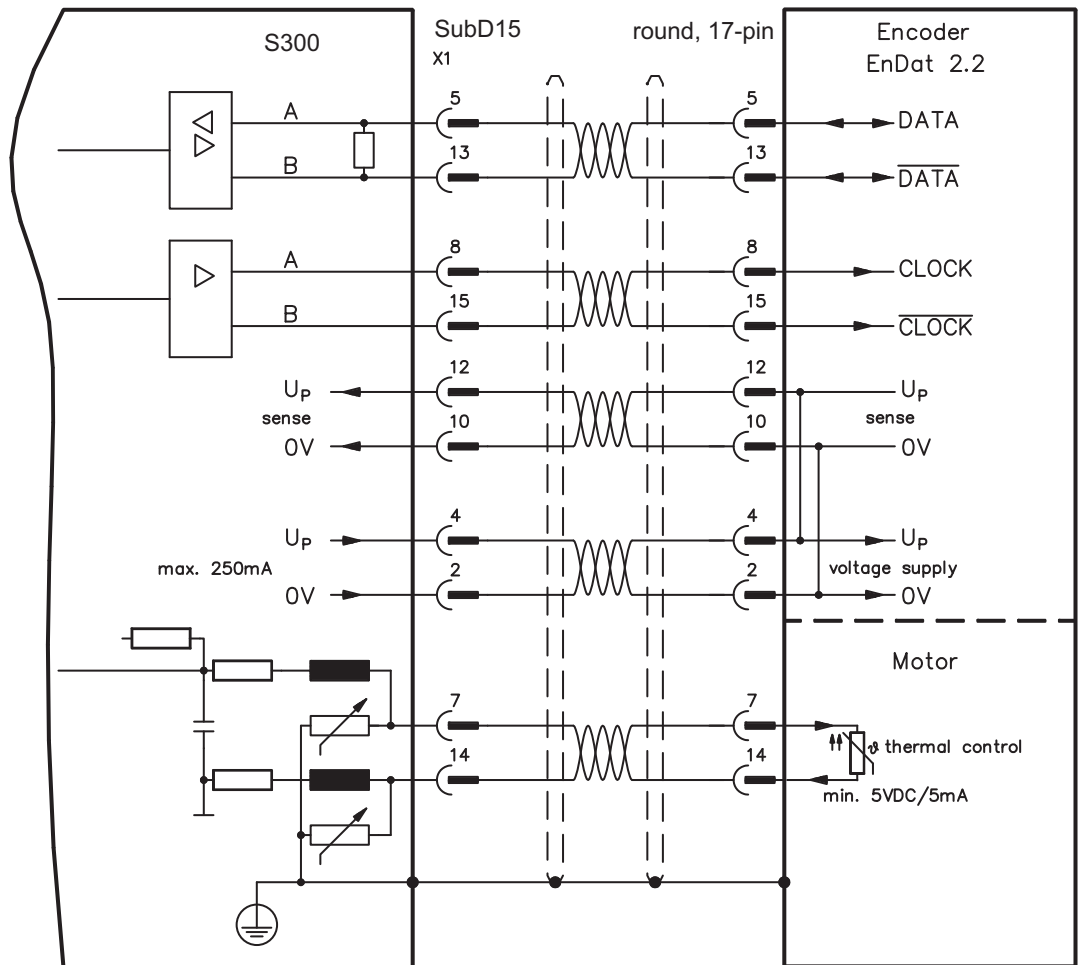 S300
SubD15
X1
round, 17-pin
Encoder
EnDat 2.2
A
5
5
DATA
B
13
13
DATA
A
8
8
CLOCK
B
15
15
CLOCK
UP
12
12
UP
sense
sense
0V
10
10
0V
UP
4
4
UP
max. 250mA
voltage supply
0V
2
2
0V
Motor
7
7
ϑ thermal control
14
14
min. 5VDC/5mA